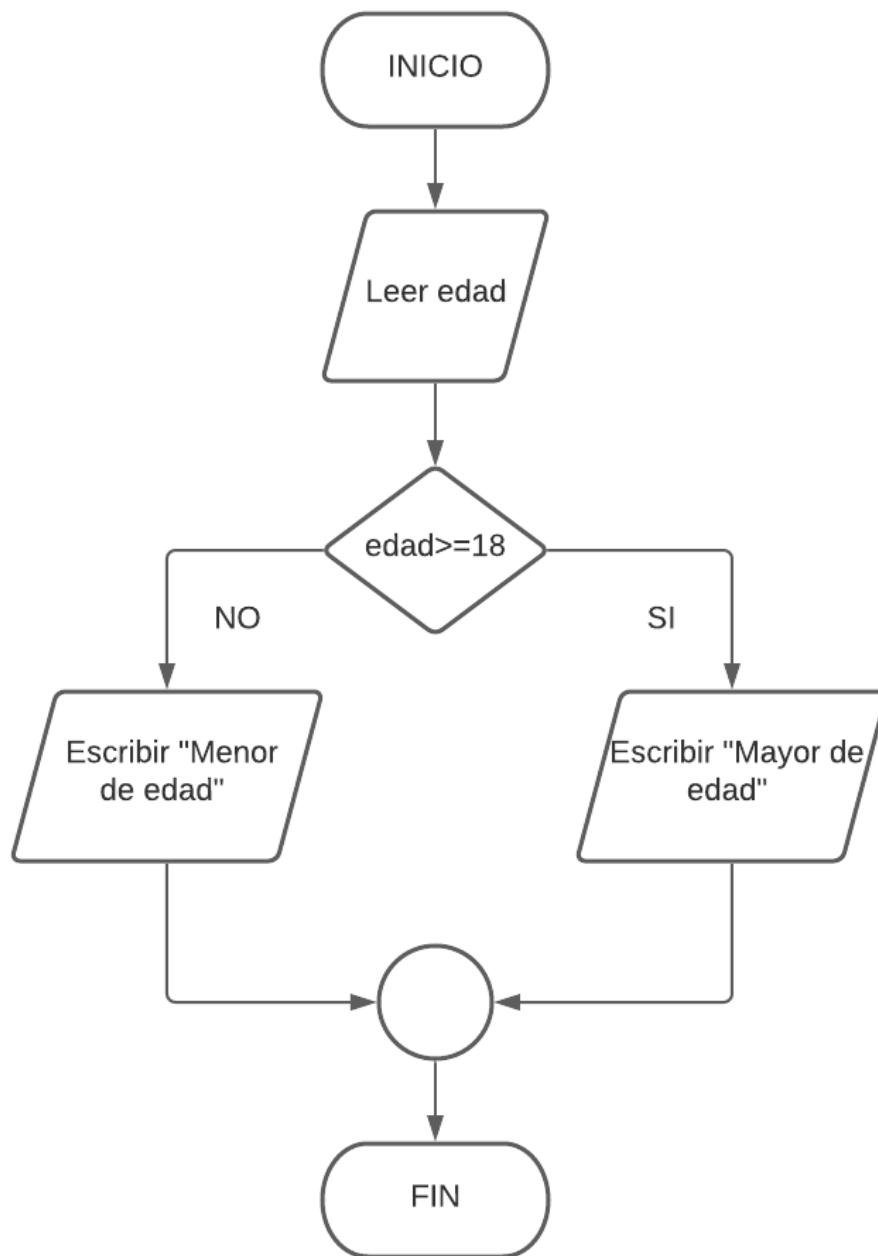 INICIO
Leer edad
edad>=18
NO
SI
Escribir "Menor
de edad"
Escribir "Mayor de
edad"
FIN